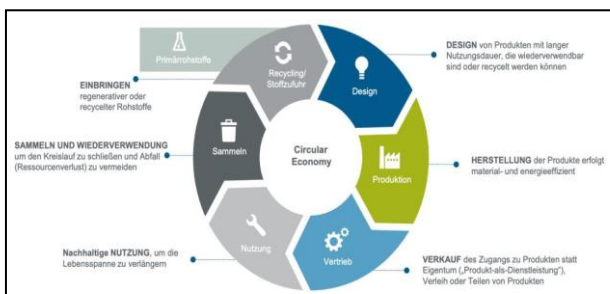 Primärrohstoffe
Recycling/
Stoffzufuhr
Design
DESIGN von Produkten mit langer
Nutzungsdauer, die wiederverwendbar
sind oder recycelt werden können
EINBRINGEN
regenerativer oder
recycelter Rohstoffe
SAMMELN UND WIEDERVERWENDUNG
um den Kreislauf zu schließen und Abfall
(Ressourcenverlust) zu vermeiden
Sammeln
Circular
Economy
Produktion
HERSTELLUNG der Produkte erfolgt
material- und energieeffizient
Nachhaltige NUTZUNG, um die
Lebensspanne zu verlängern
Nutzung
Vertrieb
VERKAUF des Zugangs zu Produkten statt
Eigentum („Produkt-als-Dienstleistung“),
Verleih oder Teilen von Produkten